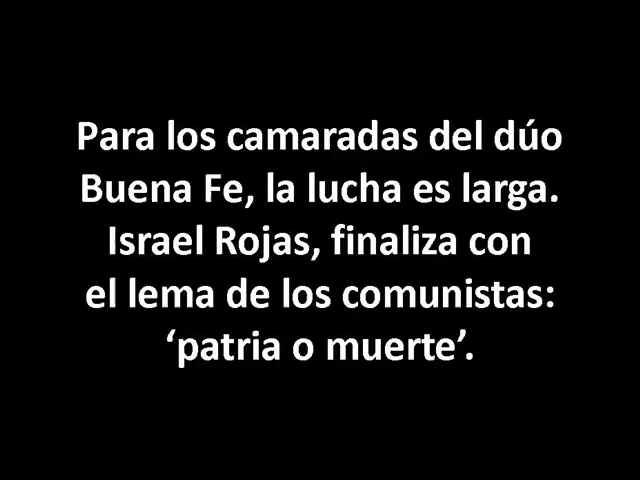 Para los camaradas del dúo
Buena Fe, la lucha es larga.
Israel Rojas, finaliza con
el lema de los comunistas:
‘patria o muerte’.